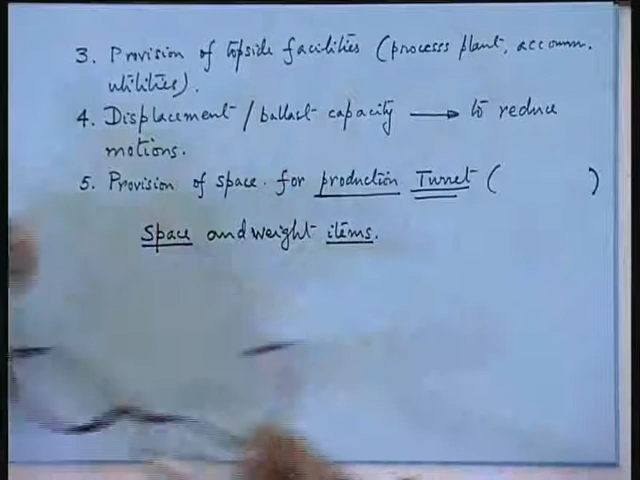 3. Provision of topside facilities (process plant, accomm.
utilities).
4. Displacement / ballast capacity → to reduce
motions.
5. Provision of space for production Turret (          )
Space and weight items.